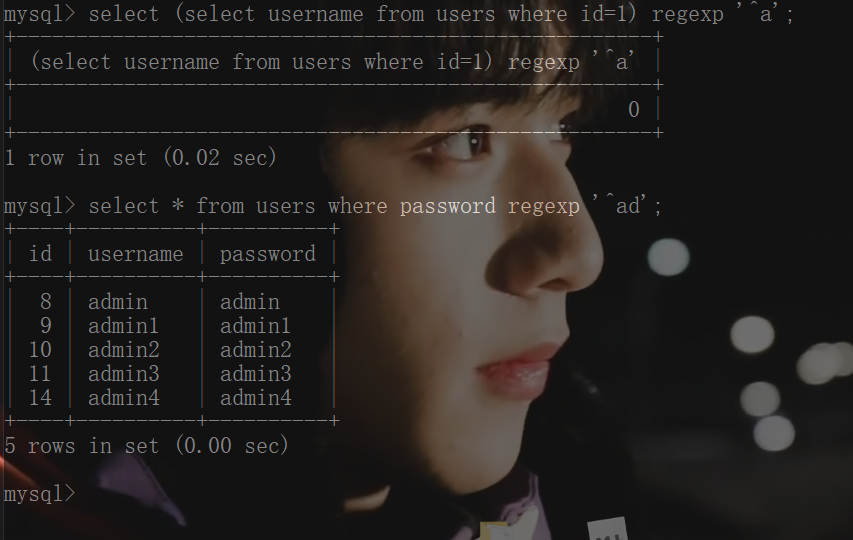 mysql> select (select username from users where id=1) regexp '^a';
+----------------------------------------------------+
| (select username from users where id=1) regexp '^a' |
+----------------------------------------------------+
| 0 |
+----------------------------------------------------+
1 row in set (0.02 sec)
mysql> select * from users where password regexp '^ad';
+----+----------+----------+
| id | username | password |
+----+----------+----------+
| 8 | admin | admin |
| 9 | admin1 | admin1 |
| 10 | admin2 | admin2 |
| 11 | admin3 | admin3 |
| 14 | admin4 | admin4 |
+----+----------+----------+
5 rows in set (0.00 sec)
mysql>